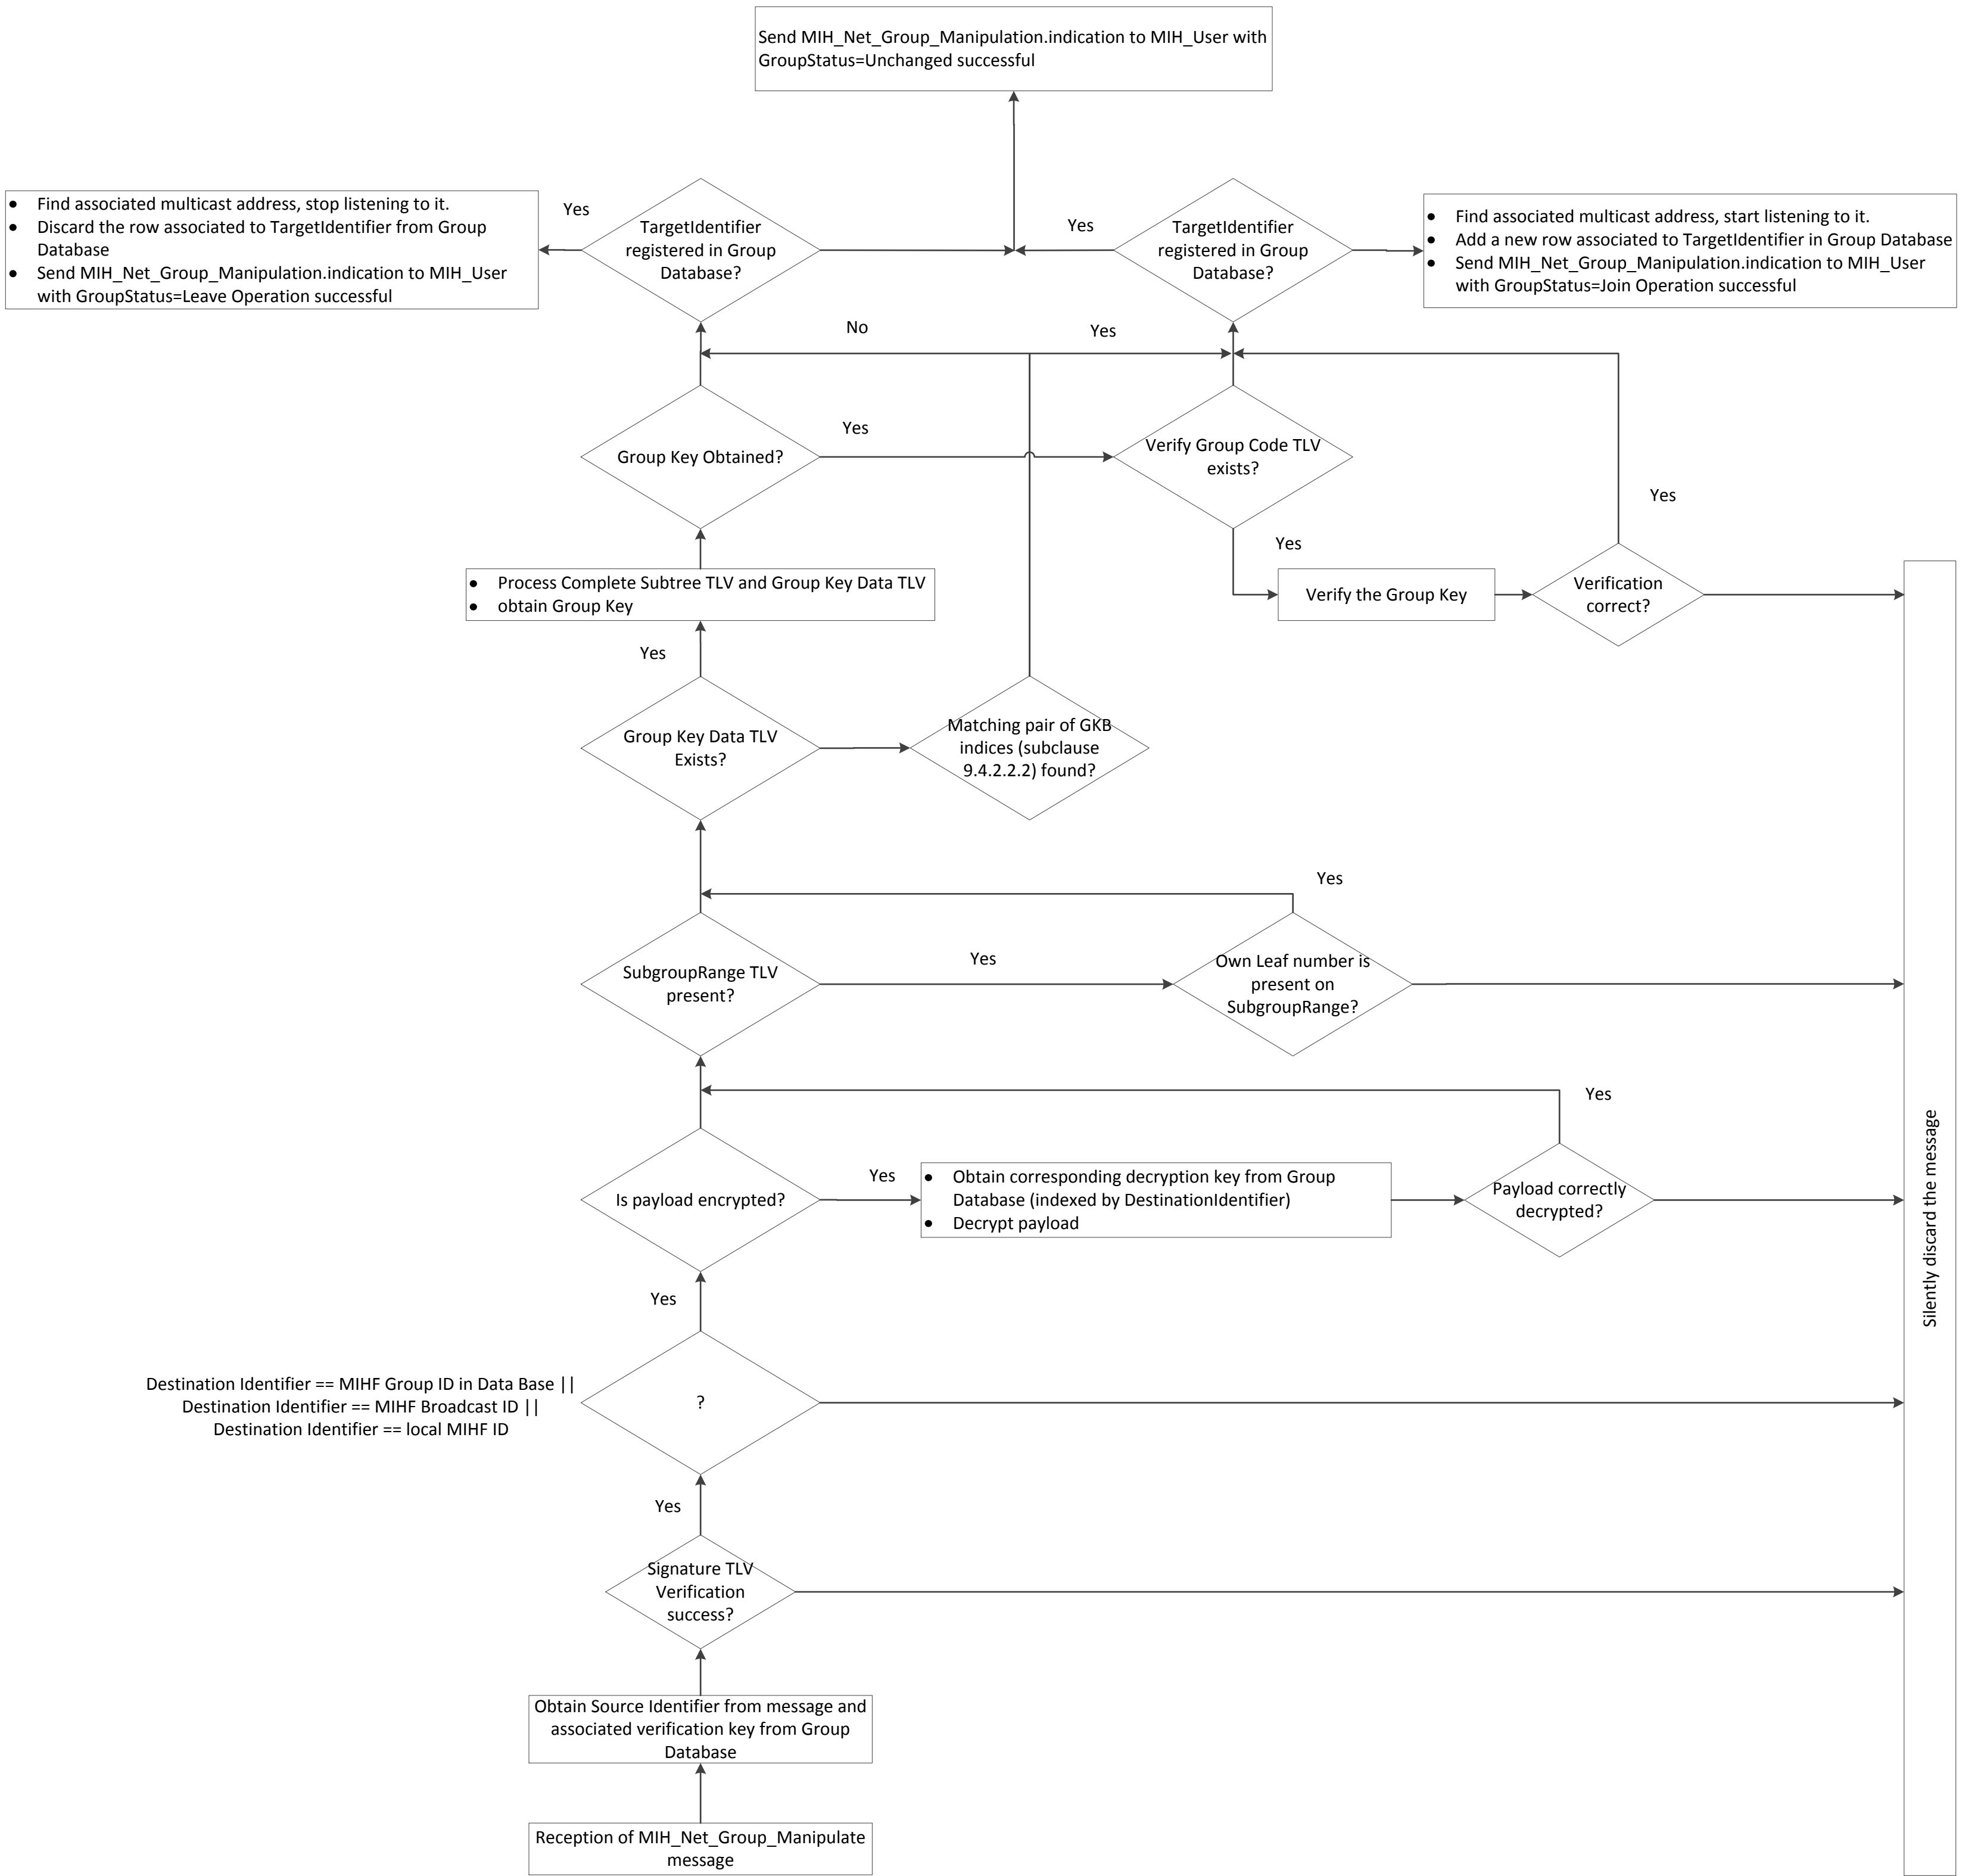 Send MIH_Net_Group_Manipulation.indication to MIH_User with
GroupStatus=Unchanged successful
● Find associated multicast address, stop listening to it.
● Discard the row associated to TargetIdentifier from Group
Database
● Send MIH_Net_Group_Manipulation.indication to MIH_User
with GroupStatus=Leave Operation successful
Yes
TargetIdentifier
registered in Group
Database?
Yes
TargetIdentifier
registered in Group
Database?
● Find associated multicast address, start listening to it.
● Add a new row associated to TargetIdentifier in Group Database
● Send MIH_Net_Group_Manipulation.indication to MIH_User
with GroupStatus=Join Operation successful
No
Yes
Group Key Obtained?
Yes
Verify Group Code TLV
exists?
Yes
Yes
● Process Complete Subtree TLV and Group Key Data TLV
● obtain Group Key
Verify the Group Key
Verification
correct?
Yes
Group Key Data TLV
Exists?
Matching pair of GKB
indices (subclause
9.4.2.2.2) found?
Yes
SubgroupRange TLV
present?
Yes
Own Leaf number is
present on
SubgroupRange?
Yes
Is payload encrypted?
Yes
● Obtain corresponding decryption key from Group
Database (indexed by DestinationIdentifier)
● Decrypt payload
Payload correctly
decrypted?
Silently discard the message
Yes
Destination Identifier == MIHF Group ID in Data Base ||
Destination Identifier == MIHF Broadcast ID ||
Destination Identifier == local MIHF ID
?
Yes
Signature TLV
Verification
success?
Obtain Source Identifier from message and
associated verification key from Group
Database
Reception of MIH_Net_Group_Manipulate
message